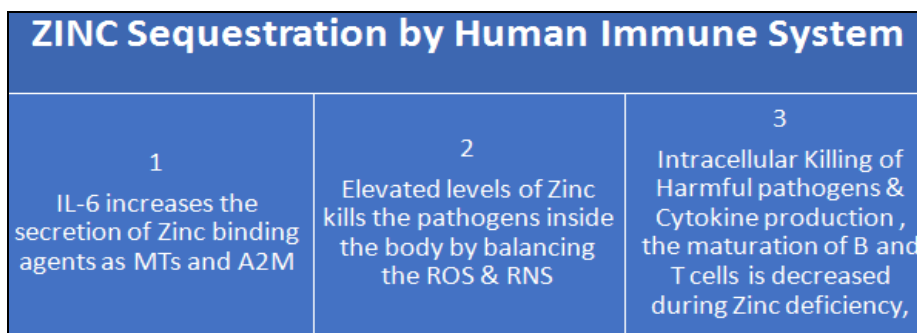 ZINC Sequestration by Human Immune System
1
IL-6 increases the
secretion of Zinc binding
agents as MTs and A2M
2
Elevated levels of Zinc
kills the pathogens inside
the body by balancing
the ROS & RNS
3
Intracellular Killing of
Harmful pathogens &
Cytokine production ,
the maturation of B and
T cells is decreased
during Zinc deficiency,